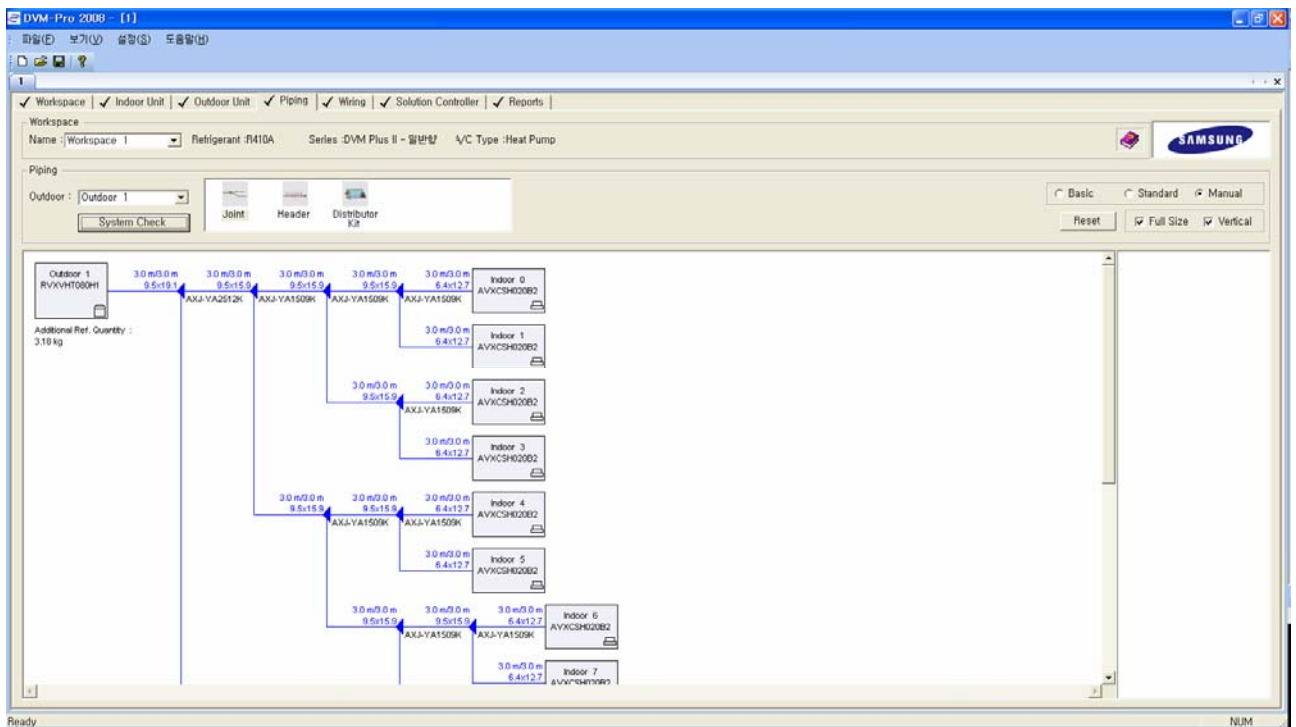 DVM-Pro 2008 - [1]
파일(F) 보기(V) 설정(S) 도움말(H)
1
Workspace Indoor Unit Outdoor Unit Piping Wiring Solution Controller Reports
Workspace
Name : Workspace 1 Refrigerant :R410A Series :DVM Plus II - 일반향 A/C Type :Heat Pump
SAMSUNG
Piping
Outdoor : Outdoor 1
System Check
Joint Header Distributor Kit
Basic Standard Manual
Reset Full Size Vertical
Outdoor 1
RVXVHT080H1
Additional Ref. Quantity :
3.18 kg
3.0 m/3.0 m 3.0 m/3.0 m 3.0 m/3.0 m 3.0 m/3.0 m 3.0 m/3.0 m
9.5x19.1 9.5x15.9 9.5x15.9 9.5x15.9 6.4x12.7
AXJ-YA2512K AXJ-YA1509K AXJ-YA1509K AXJ-YA1509K
Indoor 0
AVXCSH020B2
3.0 m/3.0 m
6.4x12.7
Indoor 1
AVXCSH020B2
3.0 m/3.0 m 3.0 m/3.0 m
9.5x15.9 6.4x12.7
AXJ-YA1509K
Indoor 2
AVXCSH020B2
3.0 m/3.0 m
6.4x12.7
Indoor 3
AVXCSH020B2
3.0 m/3.0 m 3.0 m/3.0 m 3.0 m/3.0 m
9.5x15.9 9.5x15.9 6.4x12.7
AXJ-YA1509K AXJ-YA1509K
Indoor 4
AVXCSH020B2
3.0 m/3.0 m
6.4x12.7
Indoor 5
AVXCSH020B2
3.0 m/3.0 m 3.0 m/3.0 m 3.0 m/3.0 m
9.5x15.9 9.5x15.9 6.4x12.7
AXJ-YA1509K AXJ-YA1509K
Indoor 6
AVXCSH020B2
3.0 m/3.0 m
6.4x12.7
Indoor 7
AVXCSH020B2
Ready NUM